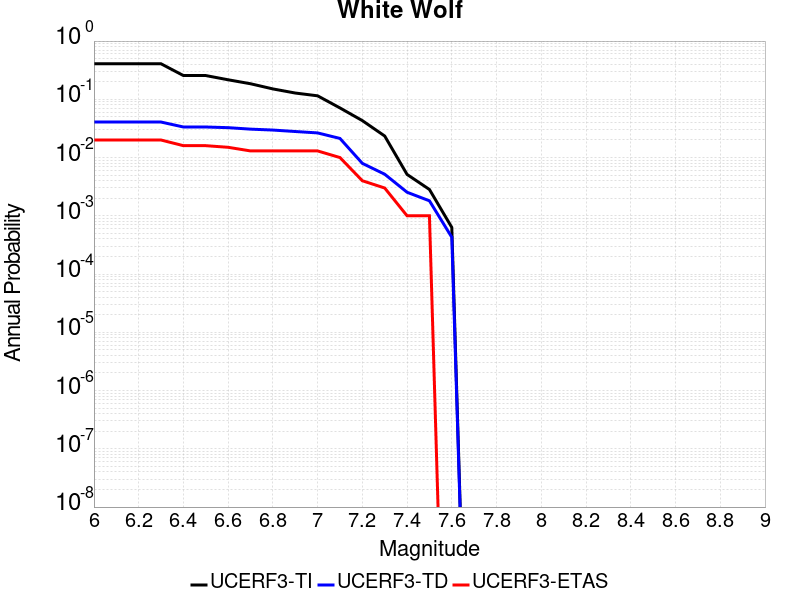 White Wolf
10^0
10^-1
10^-2
10^-3
10^-4
10^-5
10^-6
10^-7
10^-8
Annual Probability
6 6.2 6.4 6.6 6.8 7 7.2 7.4 7.6 7.8 8 8.2 8.4 8.6 8.8 9
Magnitude
UCERF3-TI UCERF3-TD UCERF3-ETAS